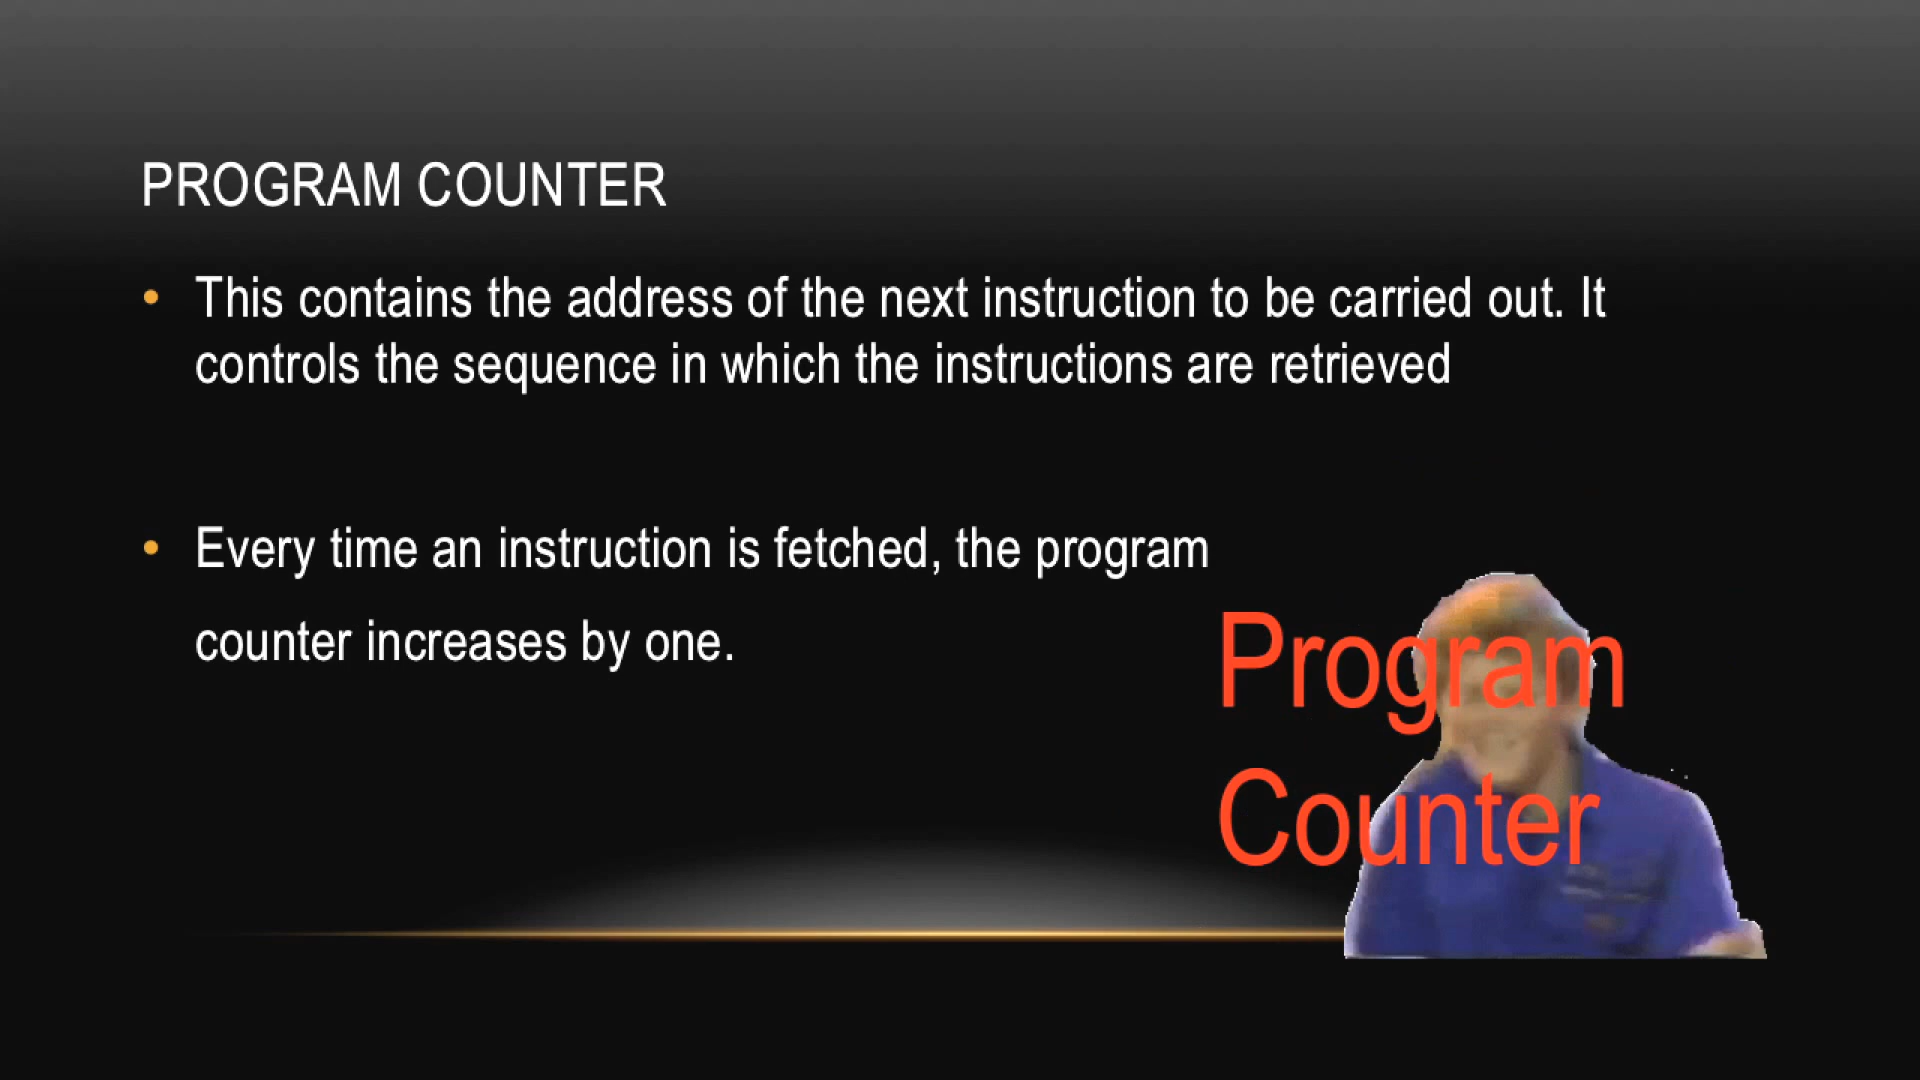 PROGRAM COUNTER
• This contains the address of the next instruction to be carried out. It
controls the sequence in which the instructions are retrieved
• Every time an instruction is fetched, the program
counter increases by one.
Program
Counter